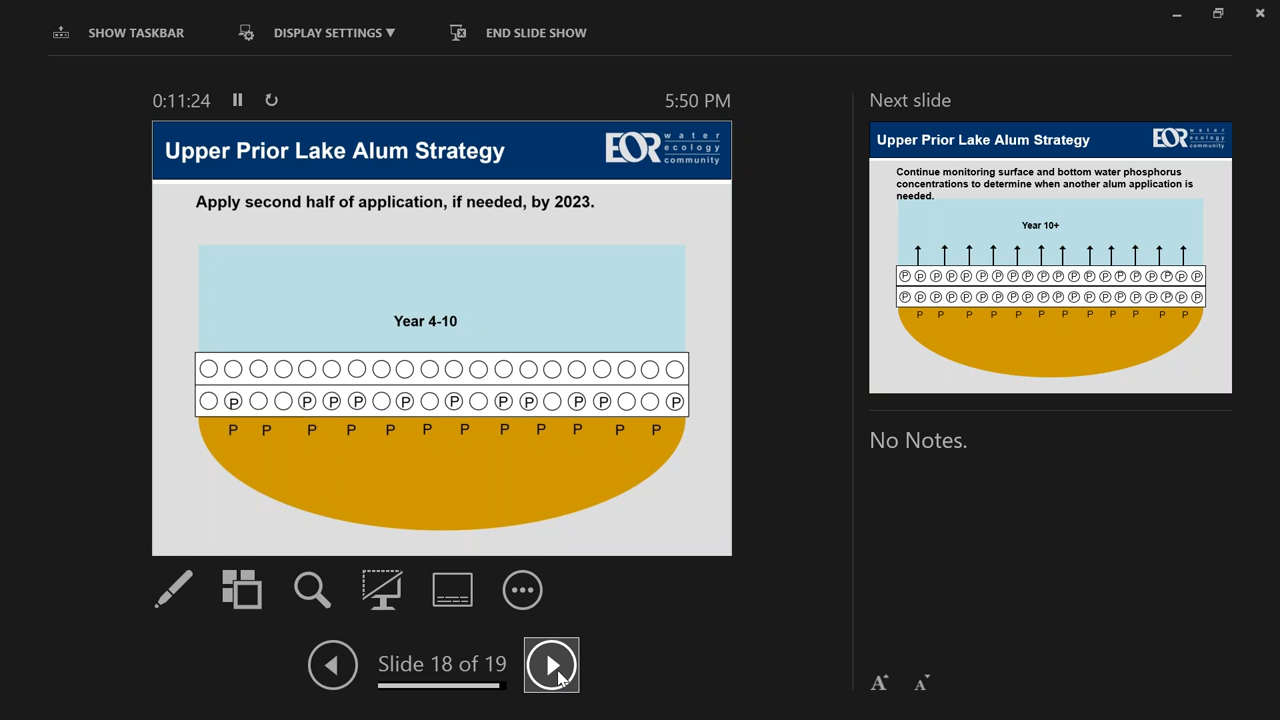 SHOW TASKBAR
DISPLAY SETTINGS ▼
END SLIDE SHOW
0:11:24
5:50 PM
Upper Prior Lake Alum Strategy
EOR water
ecology
community
Apply second half of application, if needed, by 2023.
Year 4-10
P P P P P P P P P P P
P P P P P P P P P P P P
Slide 18 of 19
Next slide
Upper Prior Lake Alum Strategy
EOR water
ecology
community
Continue monitoring surface and bottom water phosphorus
concentrations to determine when another alum application is
needed.
Year 10+
P P P P P P P P P P P P P P P P P P P
P P P P P P P P P P P P P P P P P P P
P P P P P P P P P P P P
No Notes.
A A